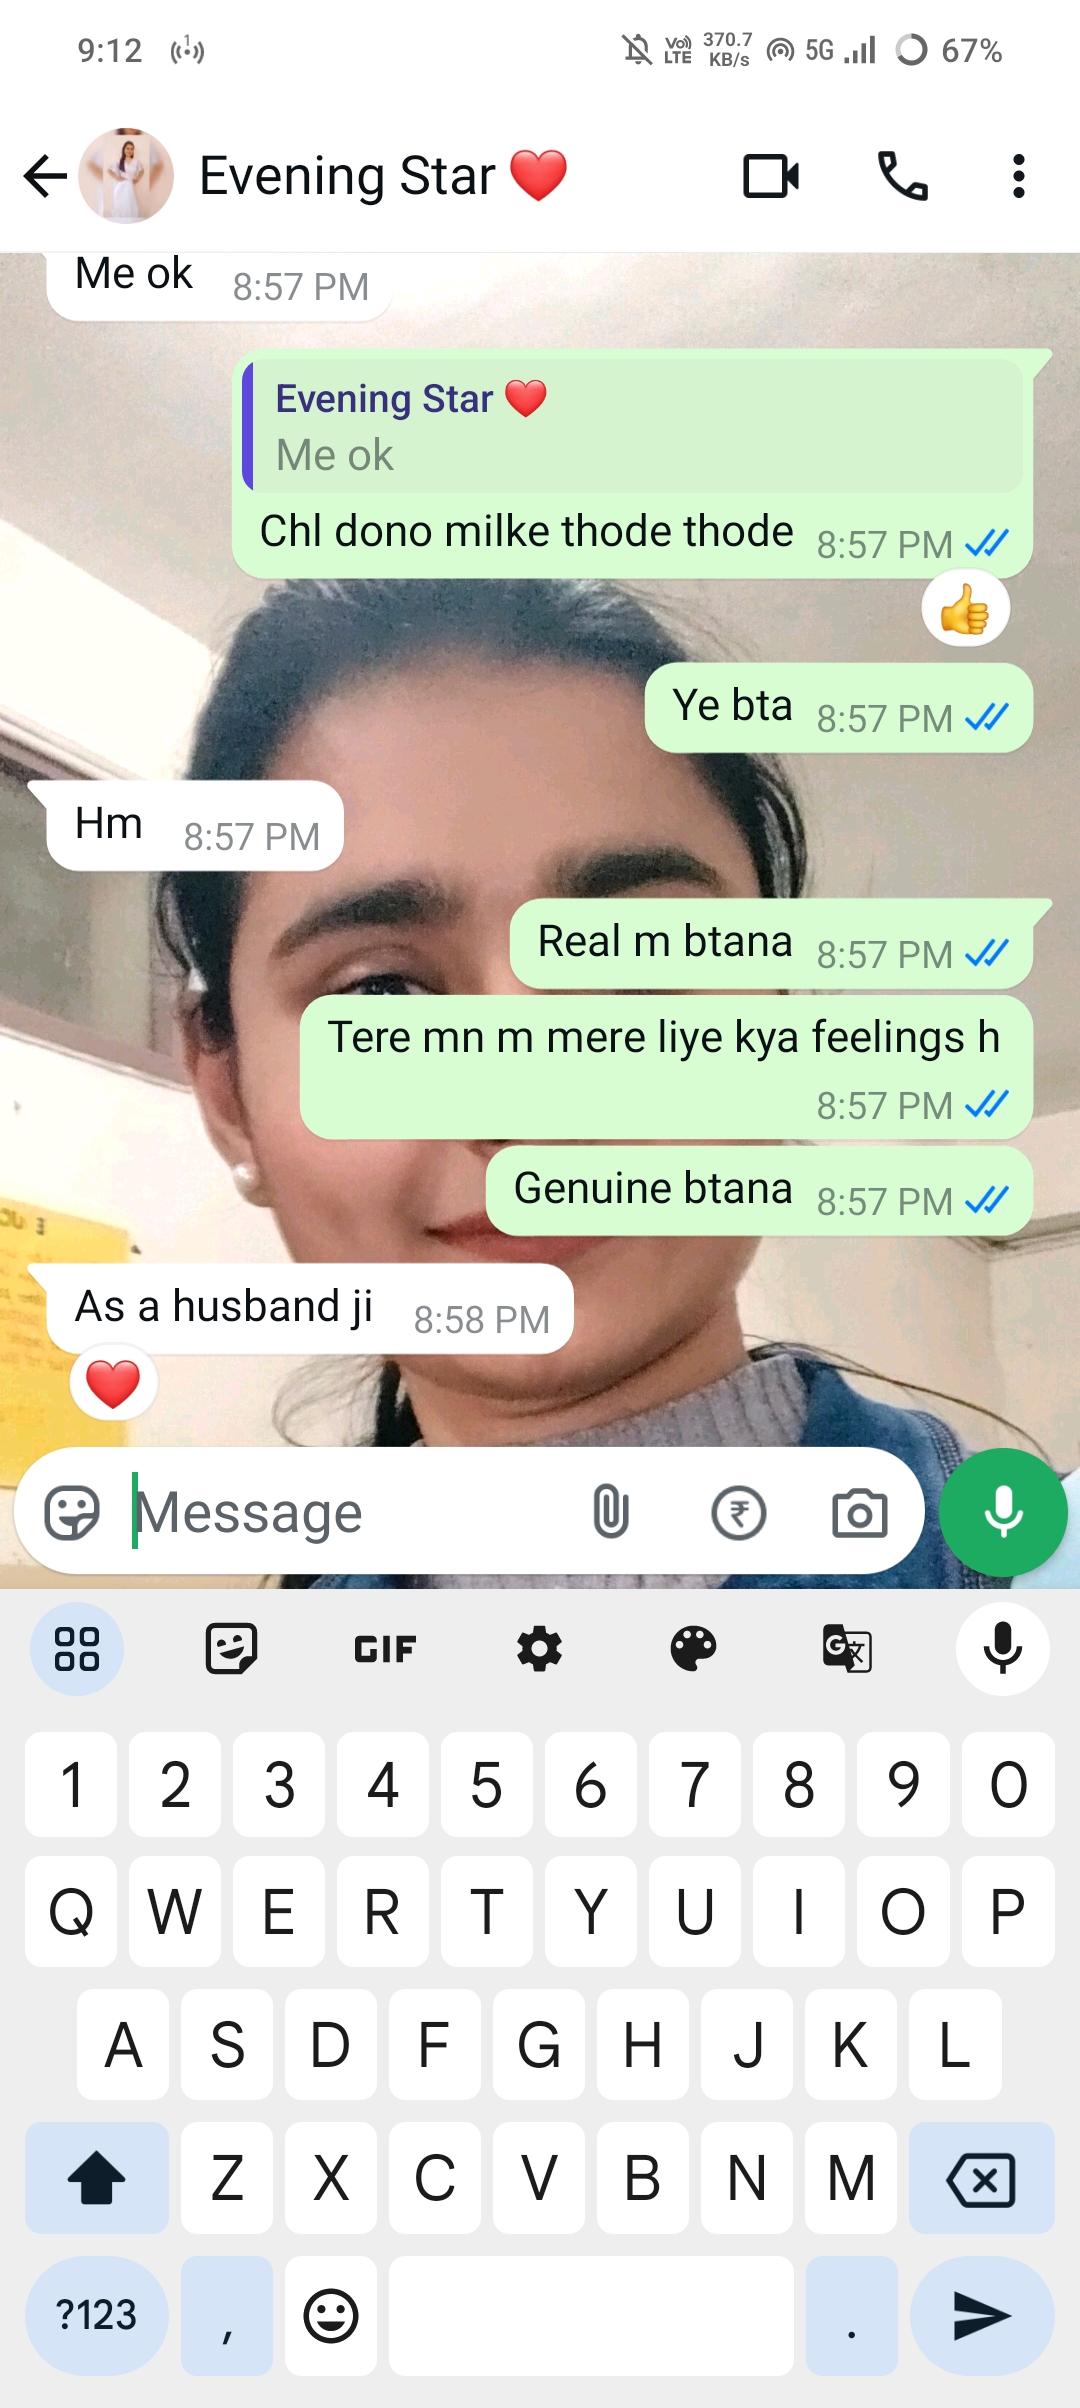 9:12
1
Vo)) LTE 370.7 KB/s 5G 67%
Evening Star ❤️
Me ok 8:57 PM
Evening Star ❤️
Me ok
Chl dono milke thode thode 8:57 PM
👍
Ye bta 8:57 PM
Hm 8:57 PM
Real m btana 8:57 PM
Tere mn m mere liye kya feelings h
8:57 PM
Genuine btana 8:57 PM
As a husband ji 8:58 PM
❤️
Message
₹
GIF
G文
1 2 3 4 5 6 7 8 9 0
Q W E R T Y U I O P
A S D F G H J K L
Z X C V B N M
?123 , .